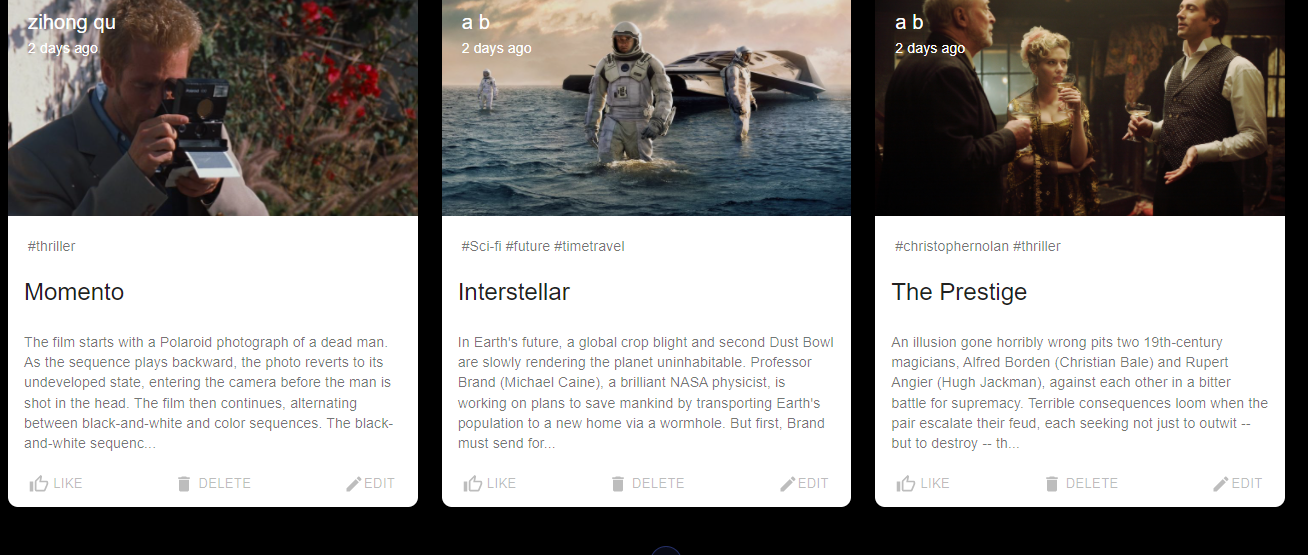 zihong qu
2 days ago
#thriller
Momento
The film starts with a Polaroid photograph of a dead man.
As the sequence plays backward, the photo reverts to its
undeveloped state, entering the camera before the man is
shot in the head. The film then continues, alternating
between black-and-white and color sequences. The black-
and-white sequenc...
LIKE
DELETE
EDIT
a b
2 days ago
#Sci-fi #future #timetravel
Interstellar
In Earth's future, a global crop blight and second Dust Bowl
are slowly rendering the planet uninhabitable. Professor
Brand (Michael Caine), a brilliant NASA physicist, is
working on plans to save mankind by transporting Earth's
population to a new home via a wormhole. But first, Brand
must send for...
LIKE
DELETE
EDIT
a b
2 days ago
#christophernolan #thriller
The Prestige
An illusion gone horribly wrong pits two 19th-century
magicians, Alfred Borden (Christian Bale) and Rupert
Angier (Hugh Jackman), against each other in a bitter
battle for supremacy. Terrible consequences loom when the
pair escalate their feud, each seeking not just to outwit --
but to destroy -- th...
LIKE
DELETE
EDIT